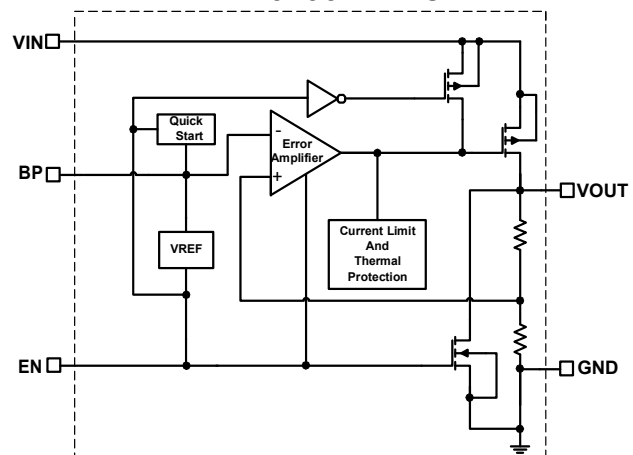 VIN
Quick
Start
-
Error
Amplifier
BP
+
VOUT
VREF
Current Limit
And
Thermal
Protection
EN
GND